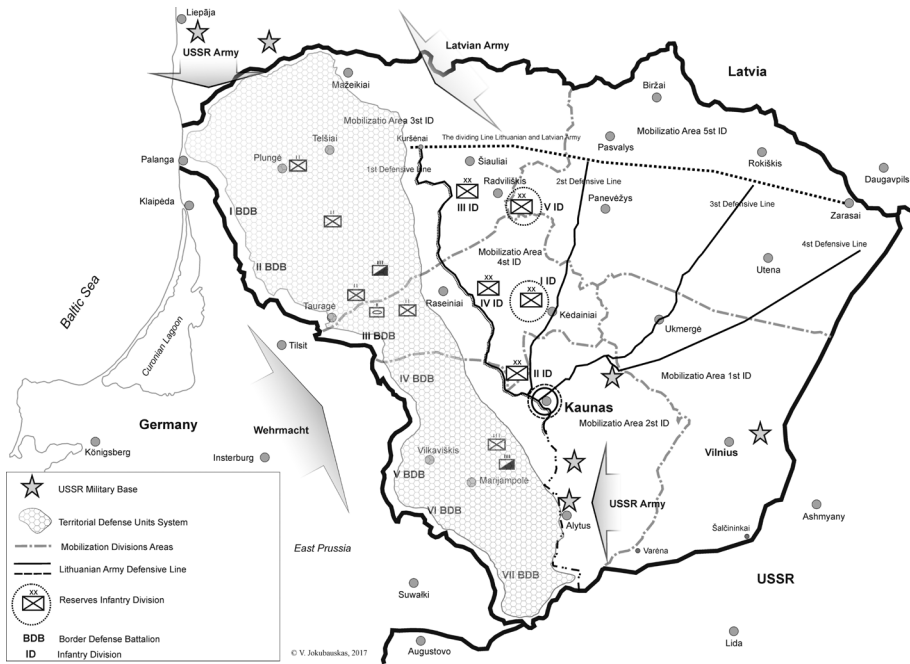 Liepāja
USSR Army
Latvian Army
Latvia
Mažeikiai
Biržai
Mobilizatio Area 3st ID
Mobilizatio Area 5st ID
Telšiai
Kuršėnai
The dividing Line Lithuanian and Latvian Army
Pasvalys
Palanga
Plungė
1st Defensive Line
Šiauliai
Rokiškis
Daugavpils
Radviliškis
2st Defensive Line
Klaipėda
XX
III ID
XX
V ID
Panevėžys
3st Defensive Line
Zarasai
I BDB
4st Defensive Line
Mobilizatio Area
4st ID
Utena
II BDB
Baltic Sea
Curonian Lagoon
Tauragė
Raseiniai
XX
IV ID
I ID
XX
Kėdainiai
Ukmergė
III BDB
Tilsit
XX
II ID
IV BDB
Mobilizatio Area 1st ID
Kaunas
Germany
Wehrmacht
Mobilizatio Area 2st ID
Königsberg
Insterburg
Vilkaviškis
Vilnius
V BDB
Marijampolė
USSR Army
VI BDB
Alytus
Ashmyany
Šalčininkai
East Prussia
Varėna
VII BDB
USSR
Suwałki
Lida
Augustovo
USSR Military Base
Territorial Defense Units System
Mobilization Divisions Areas
Lithuanian Army Defensive Line
XX
Reserves Infantry Division
BDB Border Defense Battalion
ID Infantry Division
© V. Jokubauskas, 2017